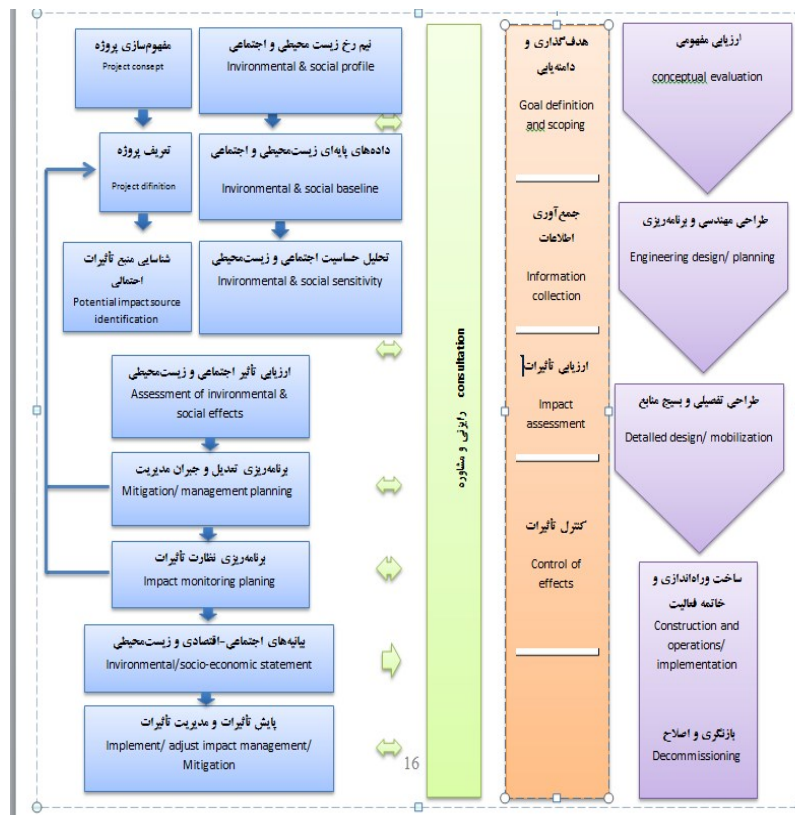 مفهوم‌سازی پروژه
Project consept
نیم رخ زیست محیطی و اجتماعی
Invironmental & social profile
تعریف پروژه
Project difinition
داده‌های پایه‌ای زیست‌محیطی و اجتماعی
Invironmental & social baseline
شناسایی منبع تأثیرات
احتمالی
Potential impact source
identification
تحلیل حساسیت اجتماعی و زیست‌محیطی
Invironmental & social sensitivity
ارزیابی تأثیر اجتماعی و زیست‌محیطی
Assessment of invironmental &
social effects
برنامه‌ریزی تعدیل و جبران مدیریت
Mitigation/ management planning
برنامه‌ریزی نظارت تأثیرات
Impact monitoring planing
بیانیه‌های اجتماعی-اقتصادی و زیست‌محیطی
Invironmental/socio-economic statement
پایش تأثیرات و مدیریت تأثیرات
Implement/ adjust impact management/
Mitigation
16
رایزنی و مشاوره consultation
هدف‌گذاری و
دامنه‌یابی
Goal definition
and scoping
جمع‌آوری
اطلاعات
Information
collection
ارزیابی تأثیرات
Impact
assessment
کنترل تأثیرات
Control of
effects
ارزیابی مفهومی
conceptual evaluation
طراحی مهندسی و برنامه‌ریزی
Engineering design/ planning
طراحی تفصیلی و بسیج منابع
Detailed design/ mobilization
ساخت وراه‌اندازی و
خاتمه فعالیت
Construction and
operations/
implementation
بازنگری و اصلاح
Decommissioning